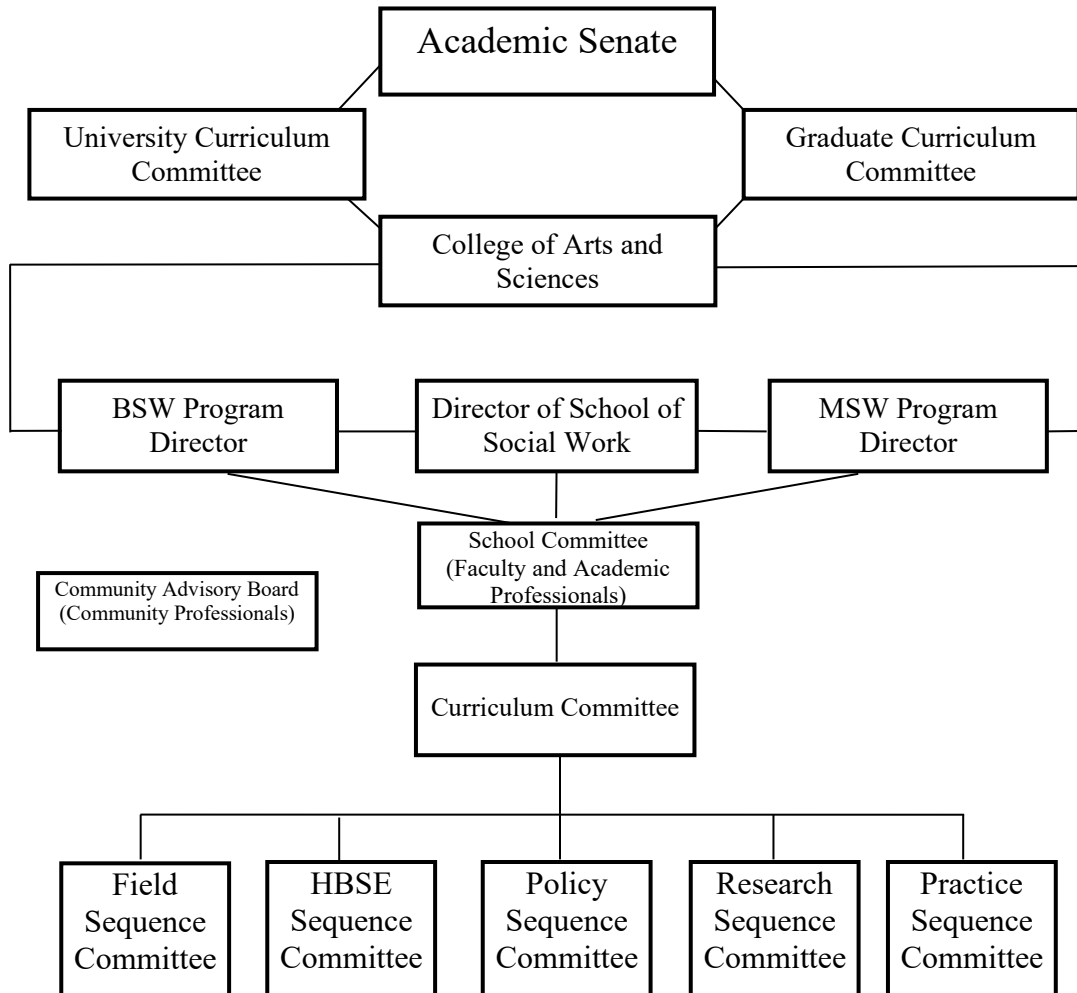 Academic Senate
University Curriculum
Committee
Graduate Curriculum
Committee
College of Arts and
Sciences
BSW Program
Director
Director of School of
Social Work
MSW Program
Director
School Committee
(Faculty and Academic
Professionals)
Community Advisory Board
(Community Professionals)
Curriculum Committee
Field
Sequence
Committee
HBSE
Sequence
Committee
Policy
Sequence
Committee
Research
Sequence
Committee
Practice
Sequence
Committee